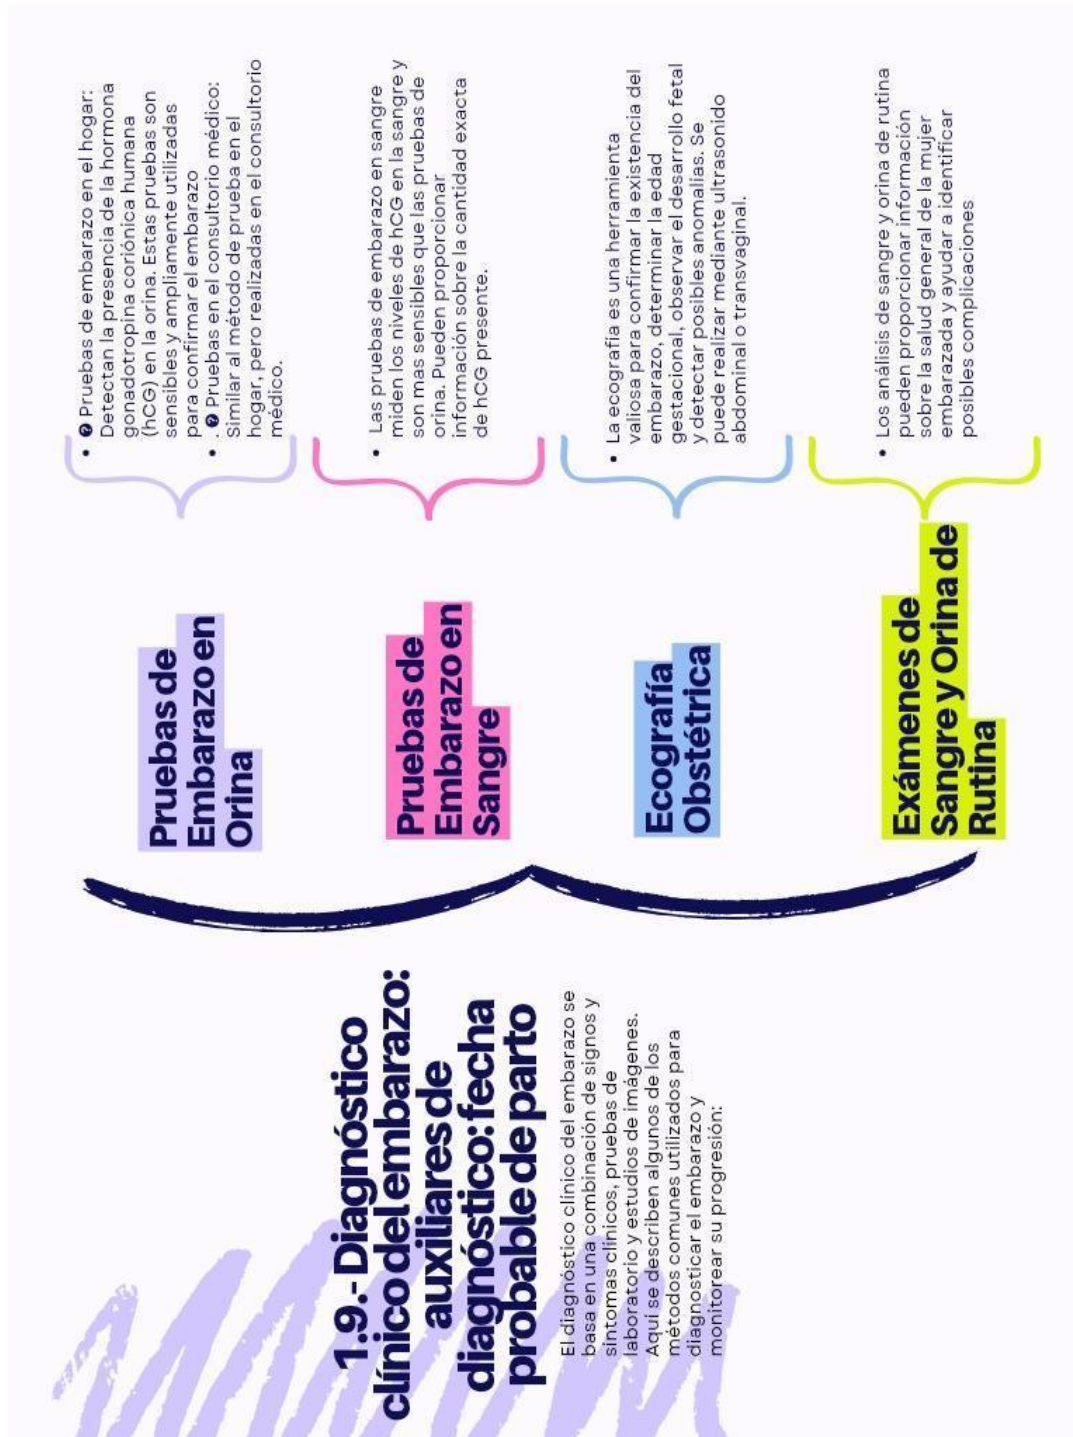 1.9.- Diagnóstico
clínico del embarazo:
auxiliares de
diagnóstico: fecha
probable de parto
El diagnóstico clínico del embarazo se
basa en una combinación de signos y
síntomas clínicos, pruebas de
laboratorio y estudios de imágenes.
Aquí se describen algunos de los
métodos comunes utilizados para
diagnosticar el embarazo y
monitorear su progresión:
Pruebas de
Embarazo en
Orina
• ? Pruebas de embarazo en el hogar:
Detectan la presencia de la hormona
gonadotropina coriónica humana
(hCG) en la orina. Estas pruebas son
sensibles y ampliamente utilizadas
para confirmar el embarazo
• . ? Pruebas en el consultorio médico:
Similar al método de prueba en el
hogar, pero realizadas en el consultorio
médico.
Pruebas de
Embarazo en
Sangre
• Las pruebas de embarazo en sangre
miden los niveles de hCG en la sangre y
son mas sensibles que las pruebas de
orina. Pueden proporcionar
información sobre la cantidad exacta
de hCG presente.
Ecografía
Obstétrica
• La ecografía es una herramienta
valiosa para confirmar la existencia del
embarazo, determinar la edad
gestacional, observar el desarrollo fetal
y detectar posibles anomalías. Se
puede realizar mediante ultrasonido
abdominal o transvaginal.
Exámenes de
Sangre y Orina de
Rutina
• Los análisis de sangre y orina de rutina
pueden proporcionar información
sobre la salud general de la mujer
embarazada y ayudar a identificar
posibles complicaciones